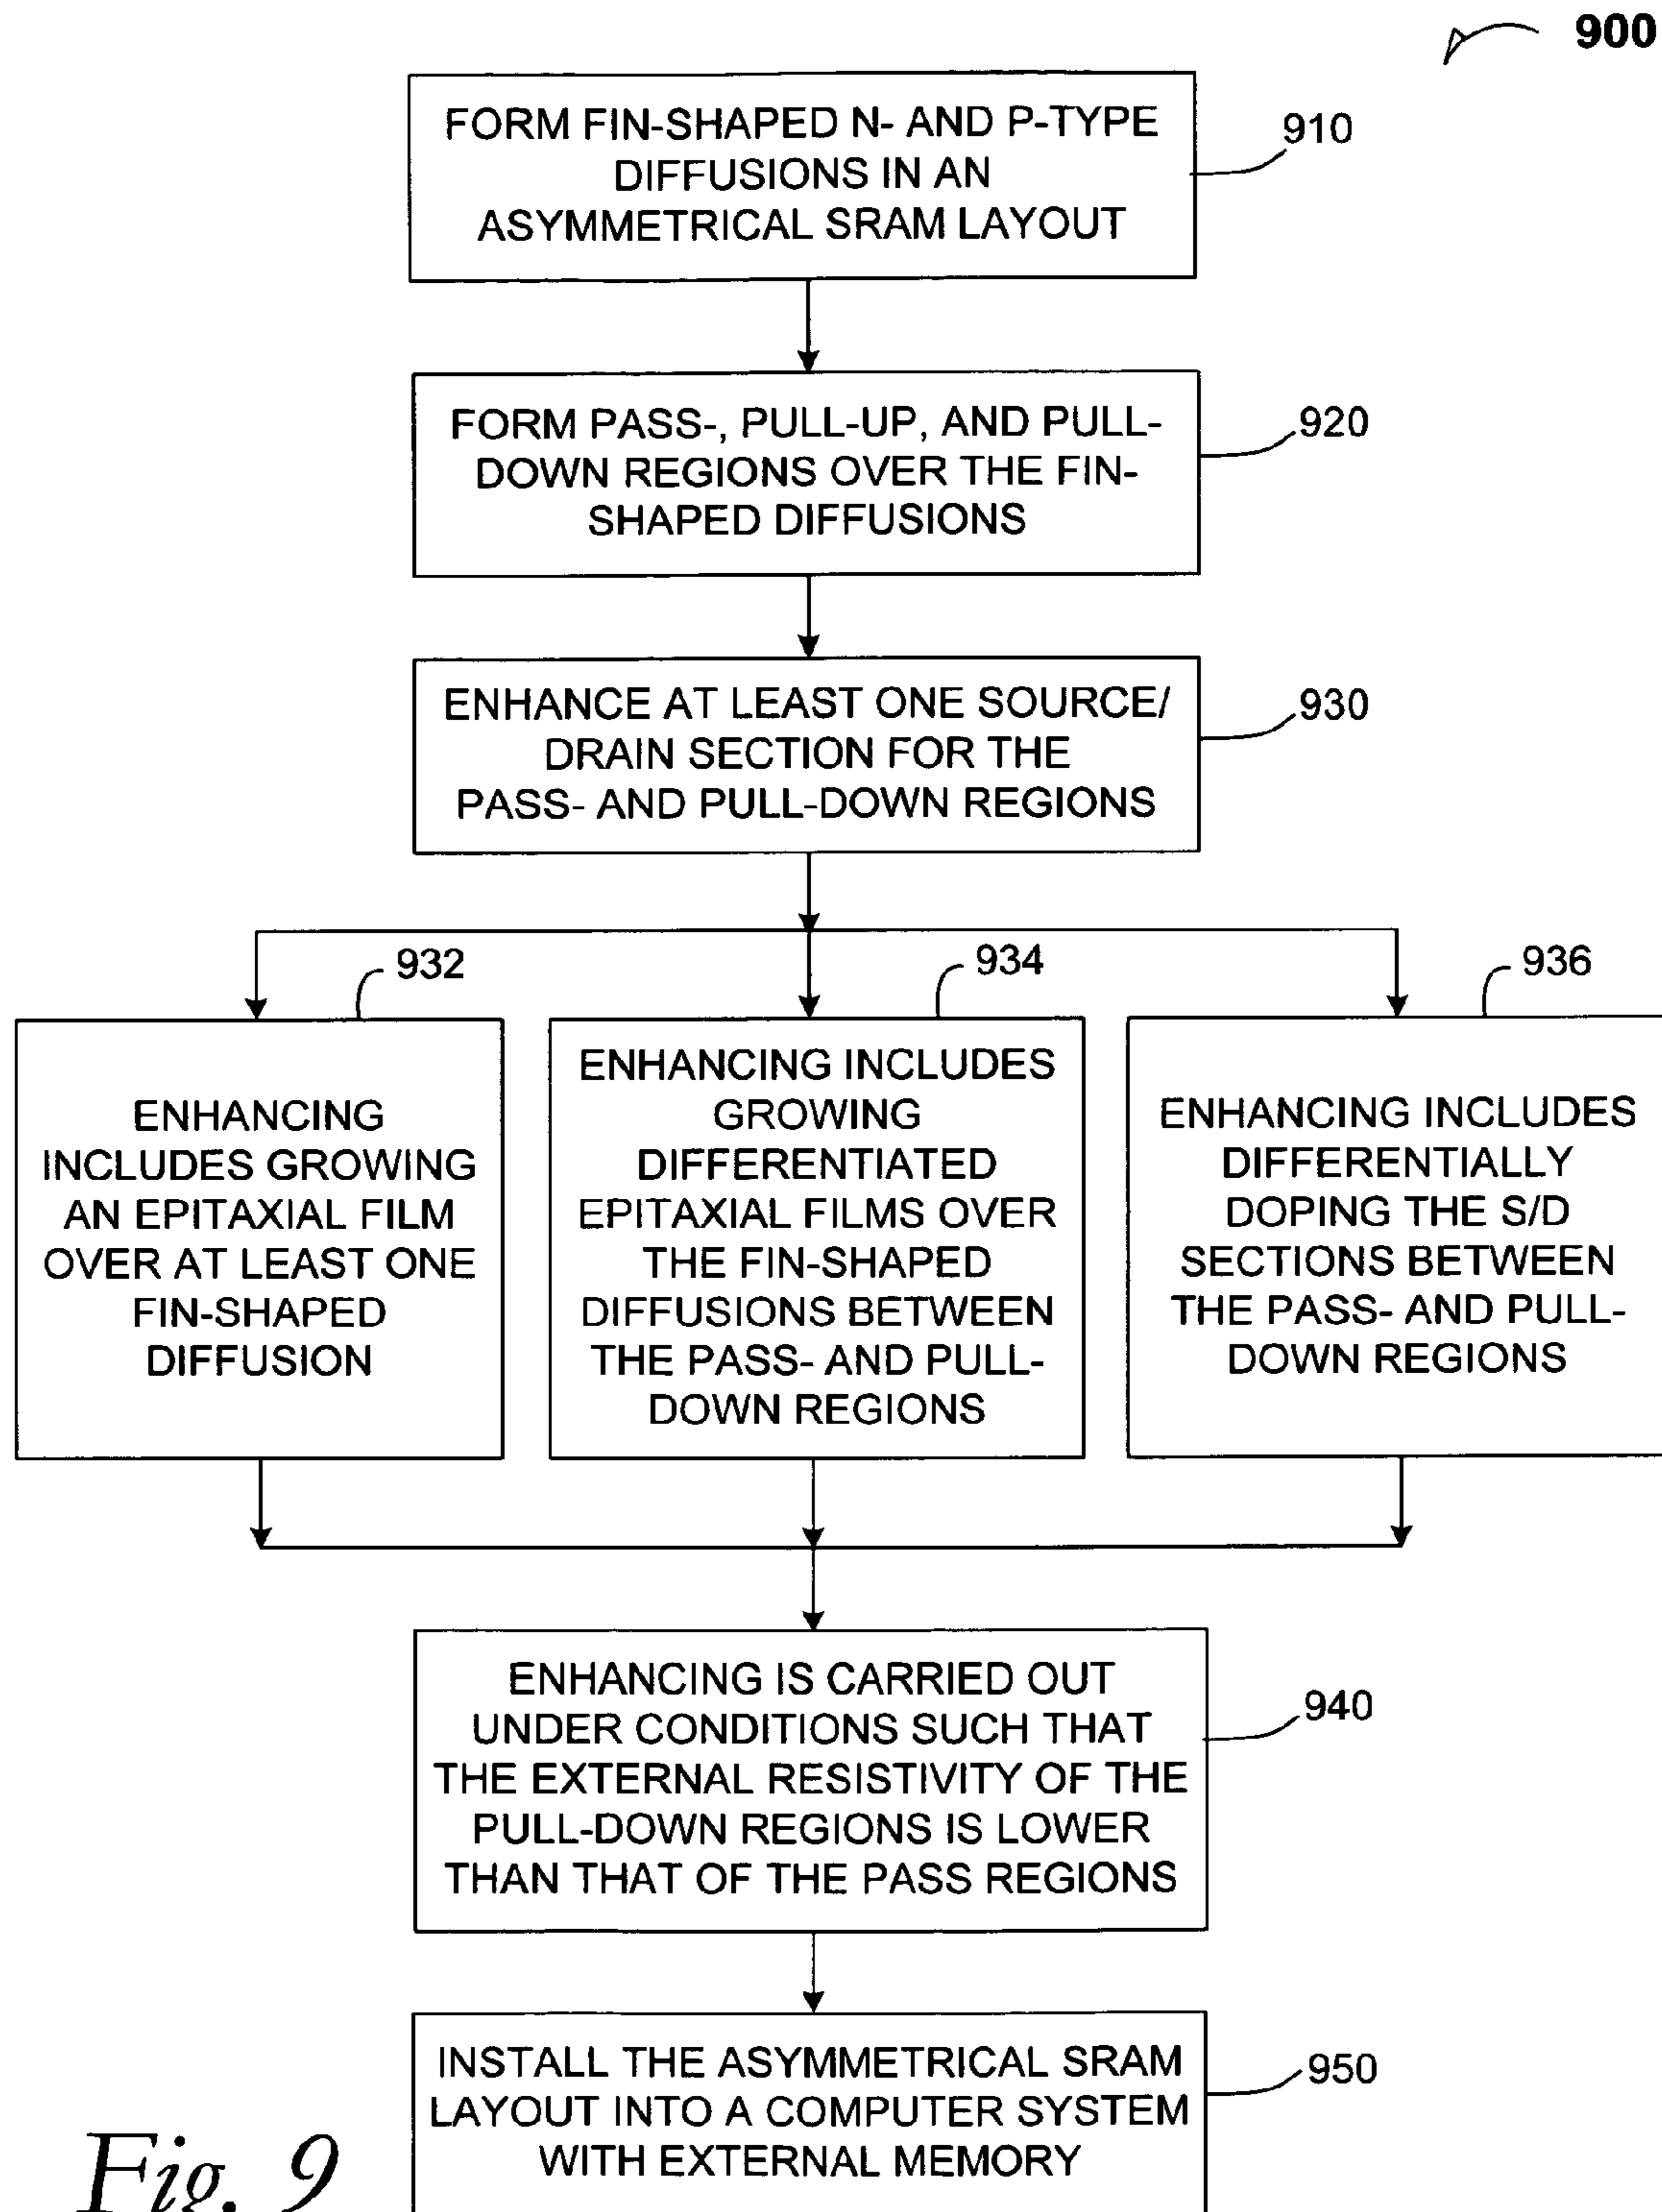 900
FORM FIN-SHAPED N- AND P-TYPE
DIFFUSIONS IN AN
ASYMMETRICAL SRAM LAYOUT
910
FORM PASS-, PULL-UP, AND PULL-
DOWN REGIONS OVER THE FIN-
SHAPED DIFFUSIONS
920
ENHANCE AT LEAST ONE SOURCE/
DRAIN SECTION FOR THE
PASS- AND PULL-DOWN REGIONS
930
932
ENHANCING
INCLUDES GROWING
AN EPITAXIAL FILM
OVER AT LEAST ONE
FIN-SHAPED
DIFFUSION
934
ENHANCING INCLUDES
GROWING
DIFFERENTIATED
EPITAXIAL FILMS OVER
THE FIN-SHAPED
DIFFUSIONS BETWEEN
THE PASS- AND PULL-
DOWN REGIONS
936
ENHANCING INCLUDES
DIFFERENTIALLY
DOPING THE S/D
SECTIONS BETWEEN
THE PASS- AND PULL-
DOWN REGIONS
ENHANCING IS CARRIED OUT
UNDER CONDITIONS SUCH THAT
THE EXTERNAL RESISTIVITY OF THE
PULL-DOWN REGIONS IS LOWER
THAN THAT OF THE PASS REGIONS
940
INSTALL THE ASYMMETRICAL SRAM
LAYOUT INTO A COMPUTER SYSTEM
WITH EXTERNAL MEMORY
950
Fig. 9